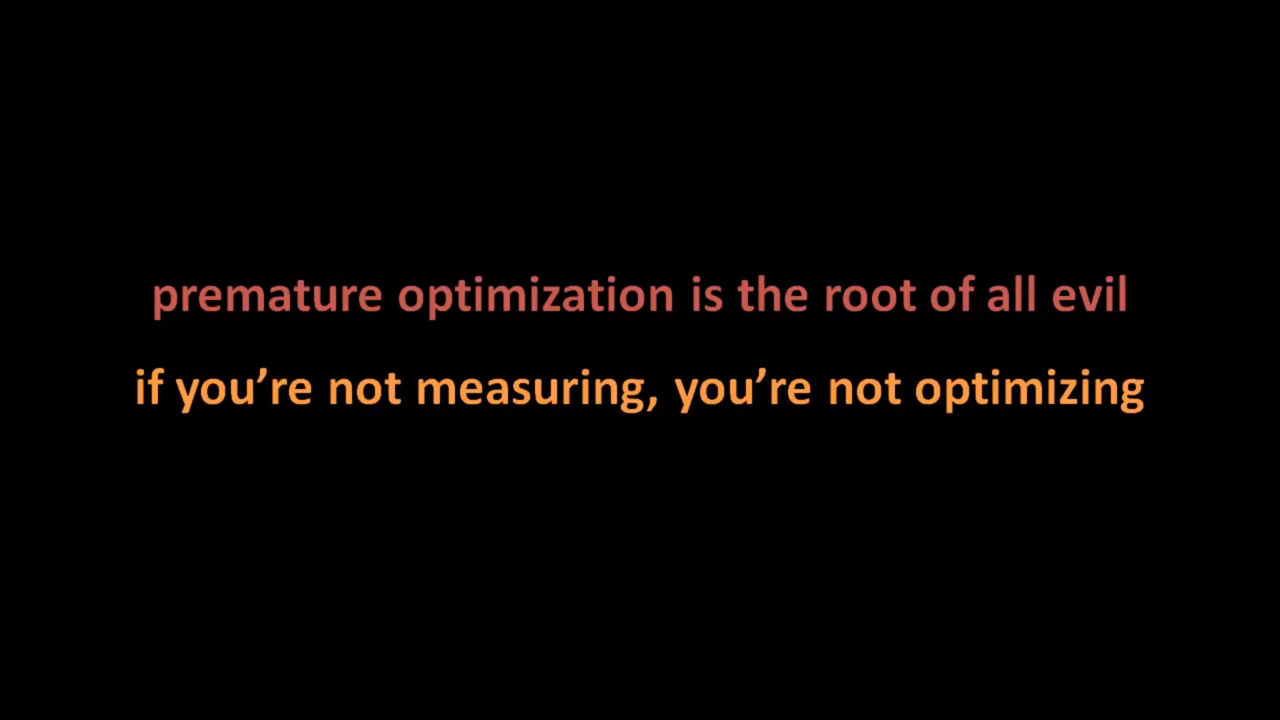 premature optimization is the root of all evil
if you’re not measuring, you’re not optimizing